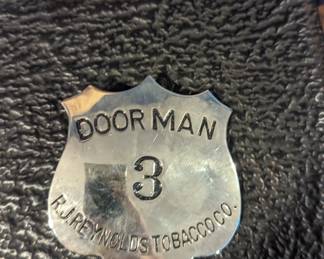 DOOR MAN
3
R.J.REYNOLDS TOBACCO CO.